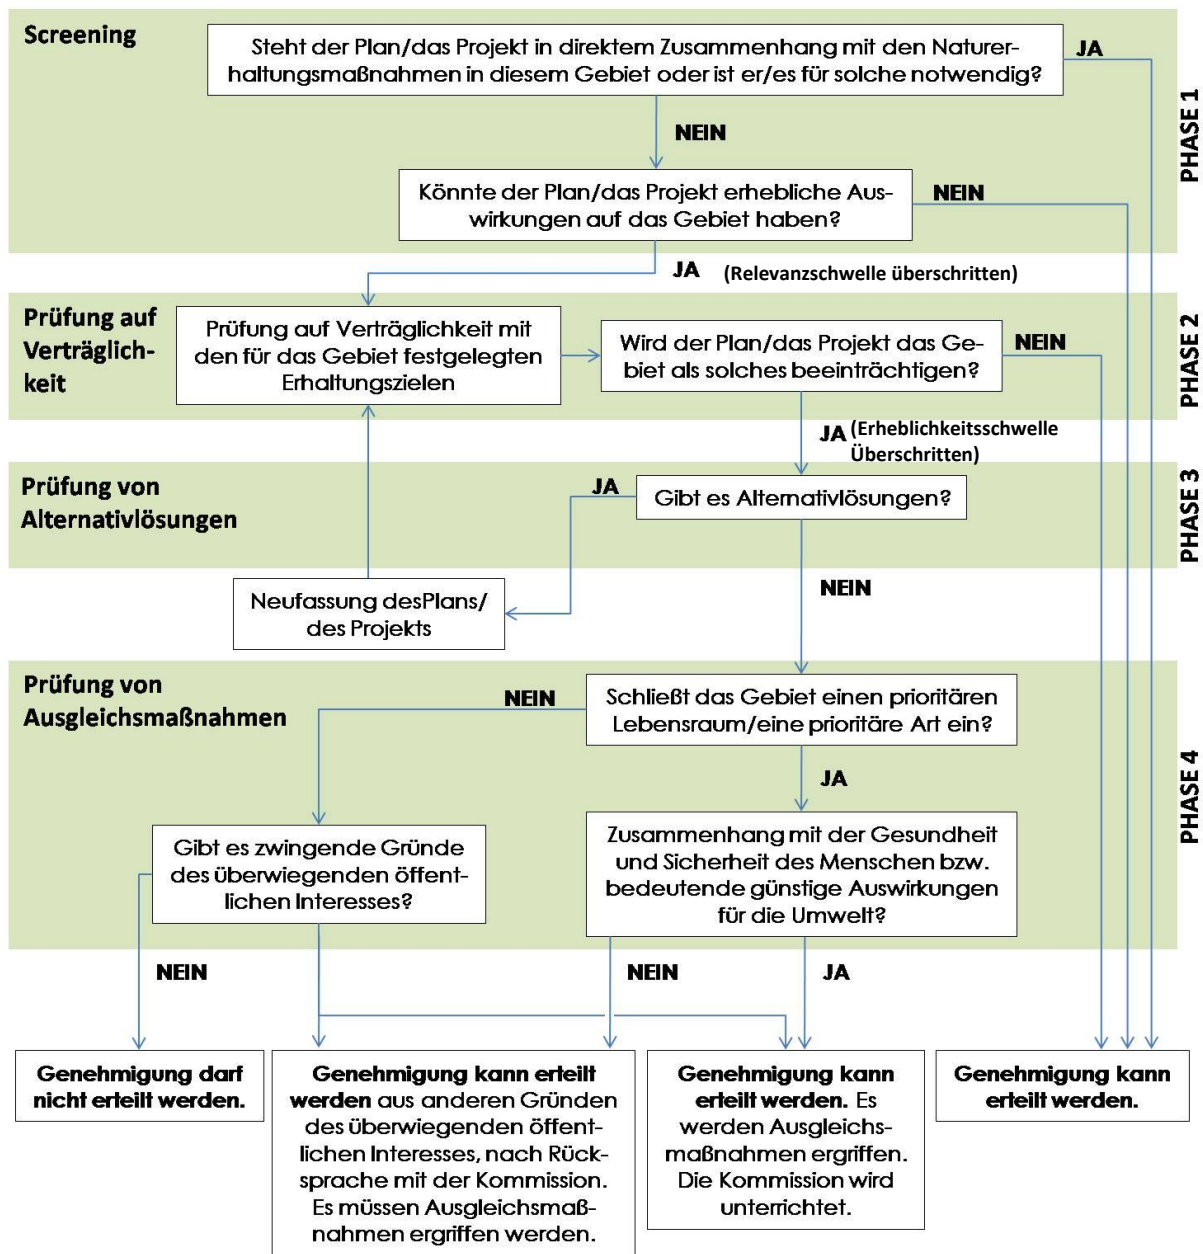 Screening
Steht der Plan/das Projekt in direktem Zusammenhang mit den Naturer-
haltungsmaßnahmen in diesem Gebiet oder ist er/es für solche notwendig?
JA
PHASE 1
NEIN
Könnte der Plan/das Projekt erhebliche Aus-
wirkungen auf das Gebiet haben?
NEIN
JA (Relevanzschwelle überschritten)
Prüfung auf
Verträglich-
keit
Prüfung auf Verträglichkeit mit
den für das Gebiet festgelegten
Erhaltungszielen
Wird der Plan/das Projekt das Ge-
biet als solches beeinträchtigen?
NEIN
PHASE 2
JA (Erheblichkeitsschwelle
Überschritten)
Prüfung von
Alternativlösungen
JA
Gibt es Alternativlösungen?
PHASE 3
NEIN
Neufassung desPlans/
des Projekts
Prüfung von
Ausgleichsmaßnahmen
NEIN
Schließt das Gebiet einen prioritären
Lebensraum/eine prioritäre Art ein?
JA
PHASE 4
Gibt es zwingende Gründe
des überwiegenden öffent-
lichen Interesses?
Zusammenhang mit der Gesundheit
und Sicherheit des Menschen bzw.
bedeutende günstige Auswirkungen
für die Umwelt?
NEIN
NEIN
JA
Genehmigung darf
nicht erteilt werden.
Genehmigung kann erteilt
werden aus anderen Gründen
des überwiegenden öffent-
lichen Interesses, nach Rück-
sprache mit der Kommission.
Es müssen Ausgleichsmaß-
nahmen ergriffen werden.
Genehmigung kann
erteilt werden. Es
werden Ausgleichs-
maßnahmen ergriffen.
Die Kommission wird
unterrichtet.
Genehmigung kann
erteilt werden.